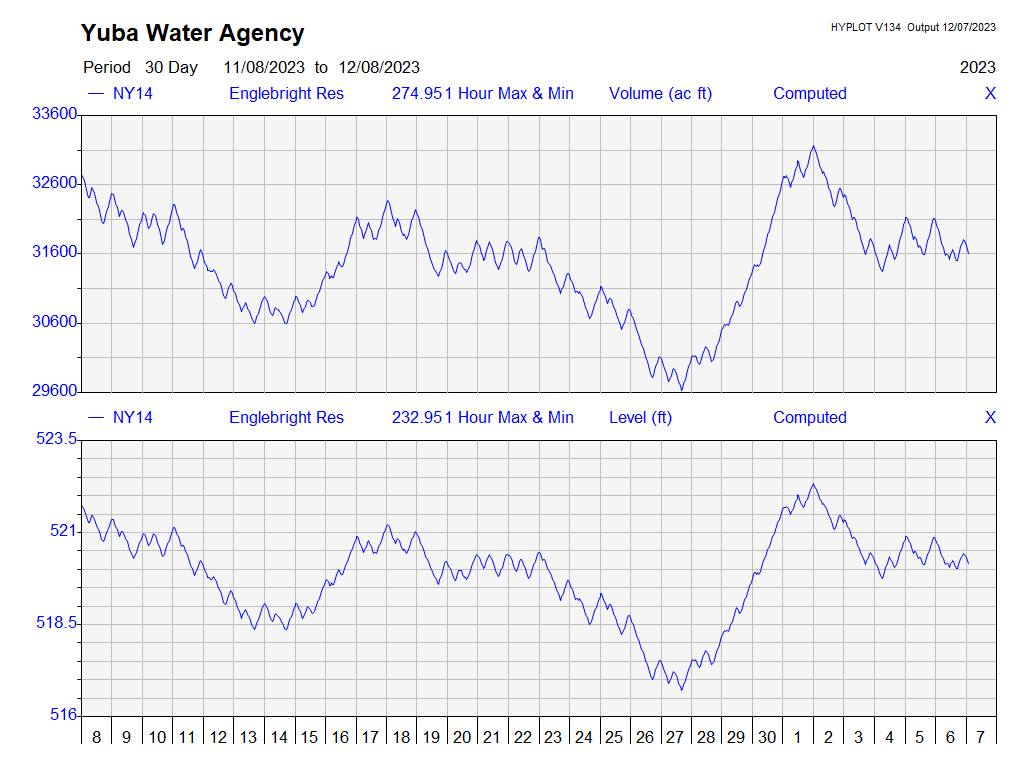 Yuba Water Agency
HYPLOT V134 Output 12/07/2023
Period 30 Day 11/08/2023 to 12/08/2023 2023
NY14 Englebright Res 274.951 Hour Max & Min Volume (ac ft) Computed X
33600
32600
31600
30600
29600
NY14 Englebright Res 232.951 Hour Max & Min Level (ft) Computed X
523.5
521
518.5
516
8 9 10 11 12 13 14 15 16 17 18 19 20 21 22 23 24 25 26 27 28 29 30 1 2 3 4 5 6 7